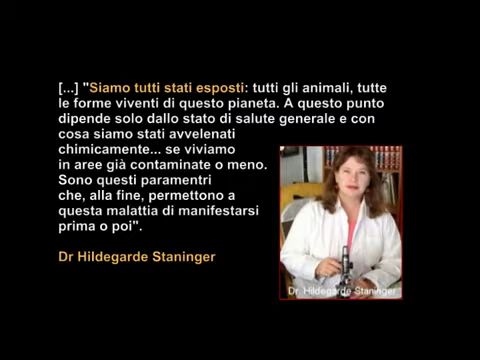 [...] "Siamo tutti stati esposti: tutti gli animali, tutte
le forme viventi di questo pianeta. A questo punto
dipende solo dallo stato di salute generale e con
cosa siamo stati avvelenati
chimicamente... se viviamo
in aree già contaminate o meno.
Sono questi paramentri
che, alla fine, permettono a
questa malattia di manifestarsi
prima o poi".
Dr Hildegarde Staninger
Dr. Hildegarde Staninger